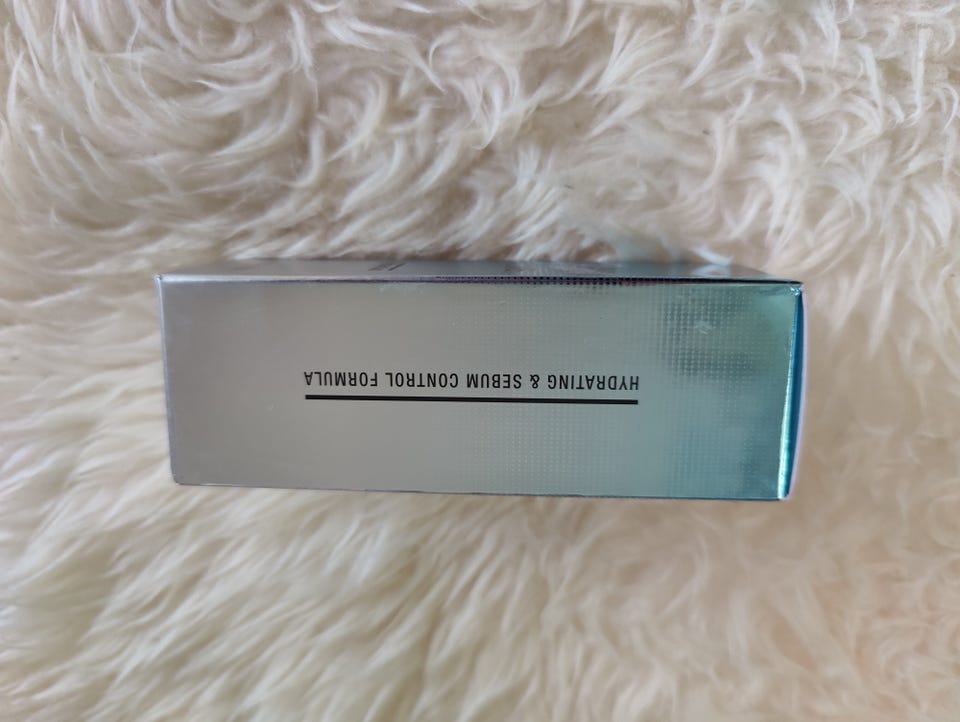 HYDRATING & SEBUM CONTROL FORMULA